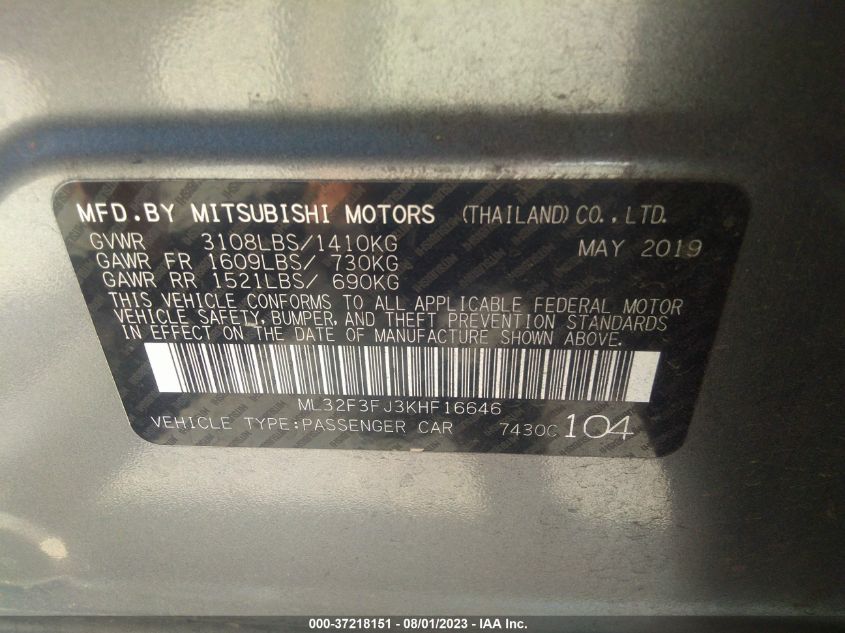 MFD.BY MITSUBISHI MOTORS (THAILAND) CO.,LTD.
GVWR 3108LBS/1410KG MAY 2019
GAWR FR 1609LBS/ 730KG
GAWR RR 1521LBS/ 690KG
THIS VEHICLE CONFORMS TO ALL APPLICABLE FEDERAL MOTOR
VEHICLE SAFETY, BUMPER, AND THEFT PREVENTION STANDARDS
IN EFFECT ON THE DATE OF MANUFACTURE SHOWN ABOVE.
ML32F3FJ3KHF16646
VEHICLE TYPE:PASSENGER CAR 7430C 104
000-37218151 - 08/01/2023 - IAA Inc.